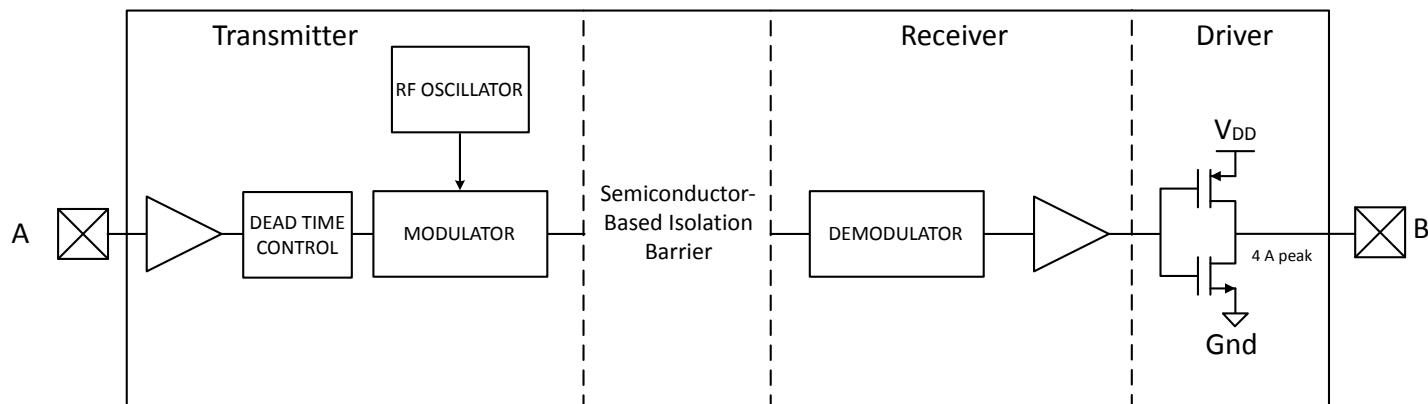 Transmitter
Receiver
Driver
RF OSCILLATOR
VDD
A
DEAD TIME
CONTROL
MODULATOR
Semiconductor-
Based Isolation
Barrier
DEMODULATOR
4 A peak
B
Gnd